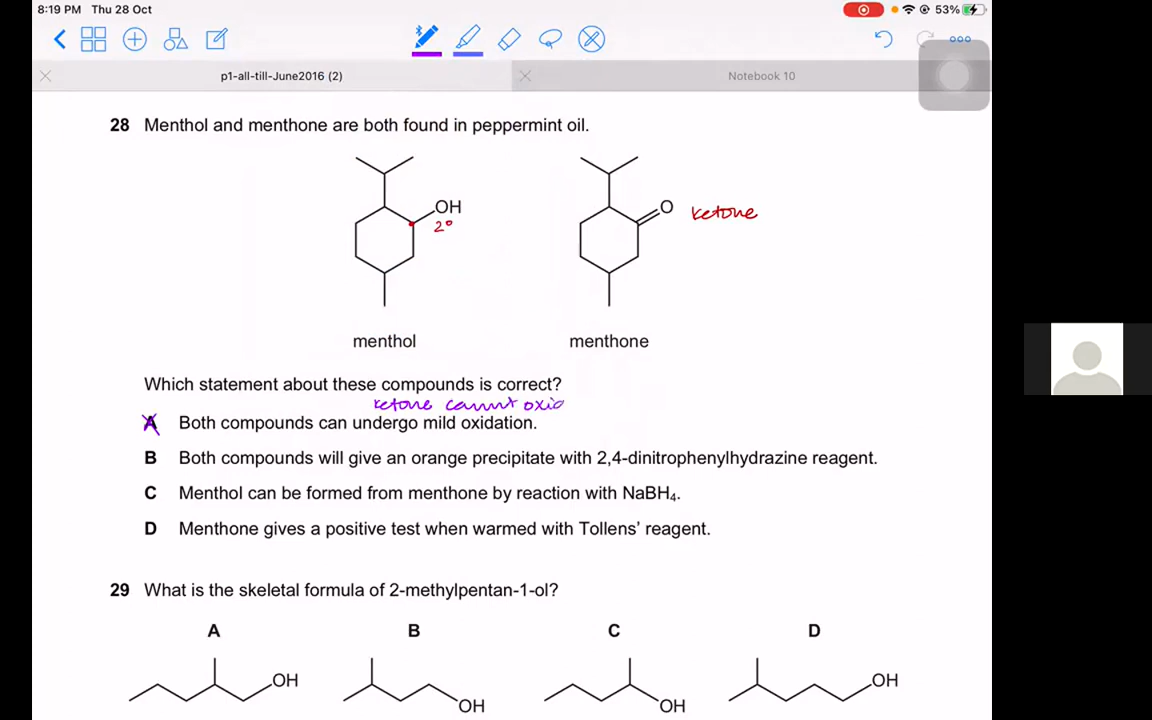 8:19 PM Thu 28 Oct
53%
p1-all-till-June2016 (2)
Notebook 10
28 Menthol and menthone are both found in peppermint oil.
OH
2°
O
ketone
menthol
menthone
Which statement about these compounds is correct?
ketone cannot oxid
A Both compounds can undergo mild oxidation.
B Both compounds will give an orange precipitate with 2,4-dinitrophenylhydrazine reagent.
C Menthol can be formed from menthone by reaction with NaBH₄.
D Menthone gives a positive test when warmed with Tollens’ reagent.
29 What is the skeletal formula of 2-methylpentan-1-ol?
A B C D
OH OH OH OH